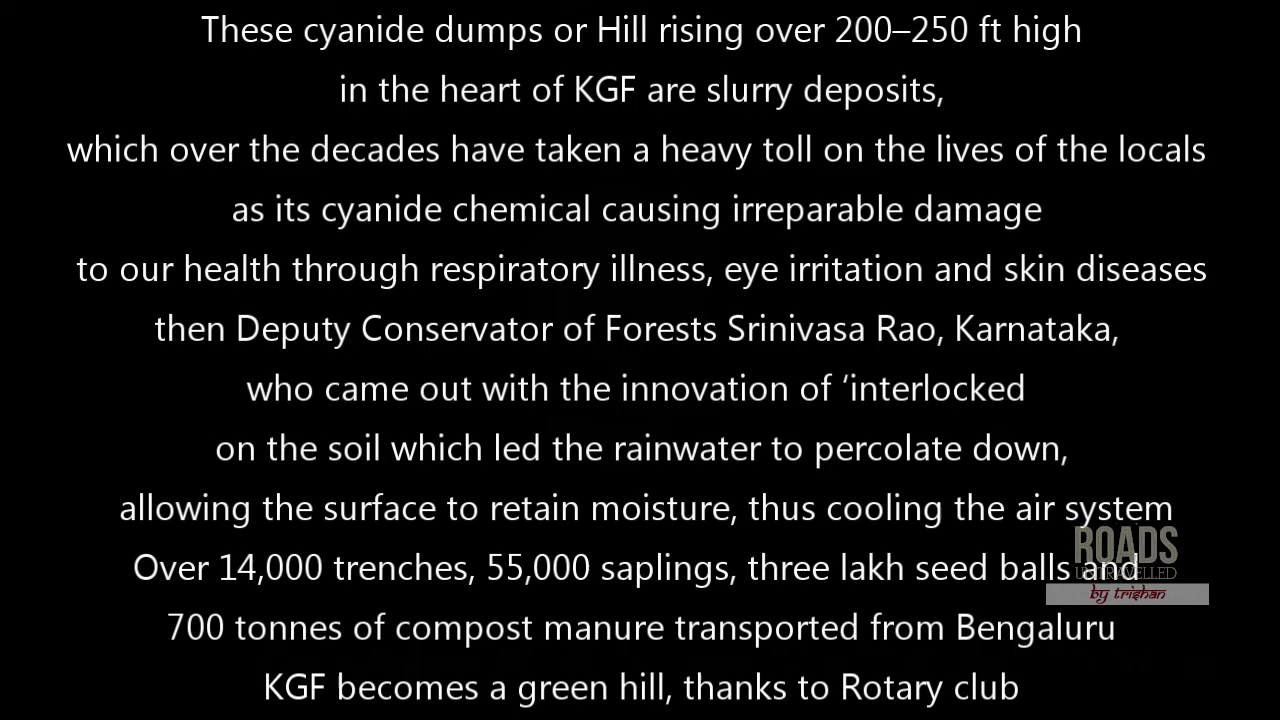 These cyanide dumps or Hill rising over 200–250 ft high
in the heart of KGF are slurry deposits,
which over the decades have taken a heavy toll on the lives of the locals
as its cyanide chemical causing irreparable damage
to our health through respiratory illness, eye irritation and skin diseases
then Deputy Conservator of Forests Srinivasa Rao, Karnataka,
who came out with the innovation of ‘interlocked
on the soil which led the rainwater to percolate down,
allowing the surface to retain moisture, thus cooling the air system
Over 14,000 trenches, 55,000 saplings, three lakh seed balls and
700 tonnes of compost manure transported from Bengaluru
KGF becomes a green hill, thanks to Rotary club
ROADS
UNTRAVELLED
by trishan